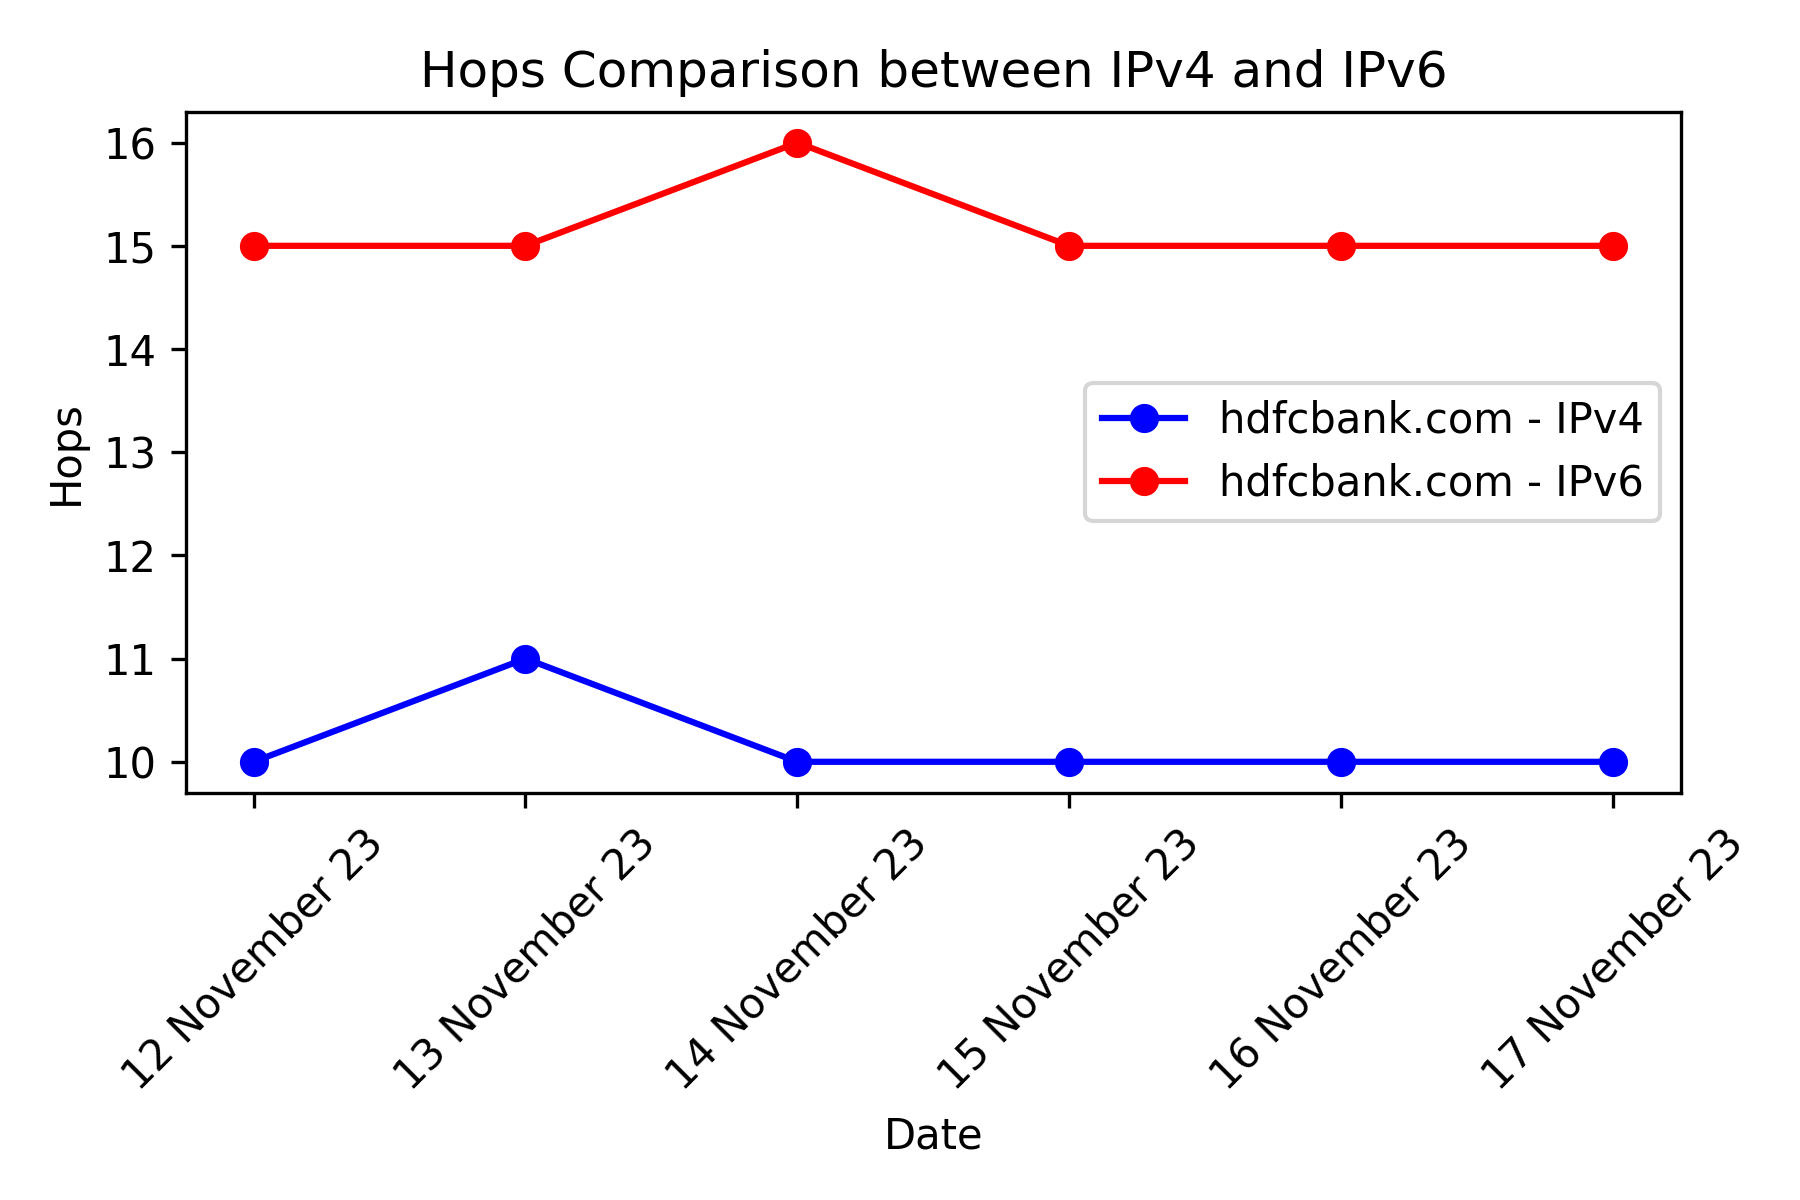 Hops Comparison between IPv4 and IPv6
16
15
14
13
12
11
10
Hops
hdfcbank.com - IPv4
hdfcbank.com - IPv6
12 November 23
13 November 23
14 November 23
15 November 23
16 November 23
17 November 23
Date